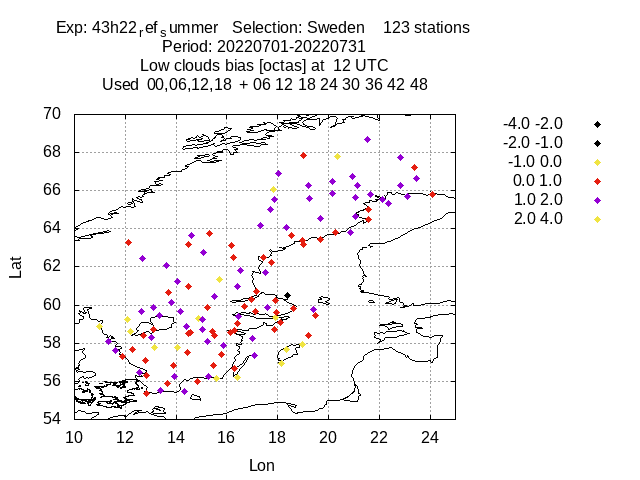 Exp: 43h22refsummer Selection: Sweden 123 stations
Period: 20220701-20220731
Low clouds bias [octas] at 12 UTC
Used 00,06,12,18 + 06 12 18 24 30 36 42 48
-4.0 -2.0
-2.0 -1.0
-1.0 0.0
0.0 1.0
1.0 2.0
2.0 4.0
Lat
70
68
66
64
62
60
58
56
54
10 12 14 16 18 20 22 24
Lon